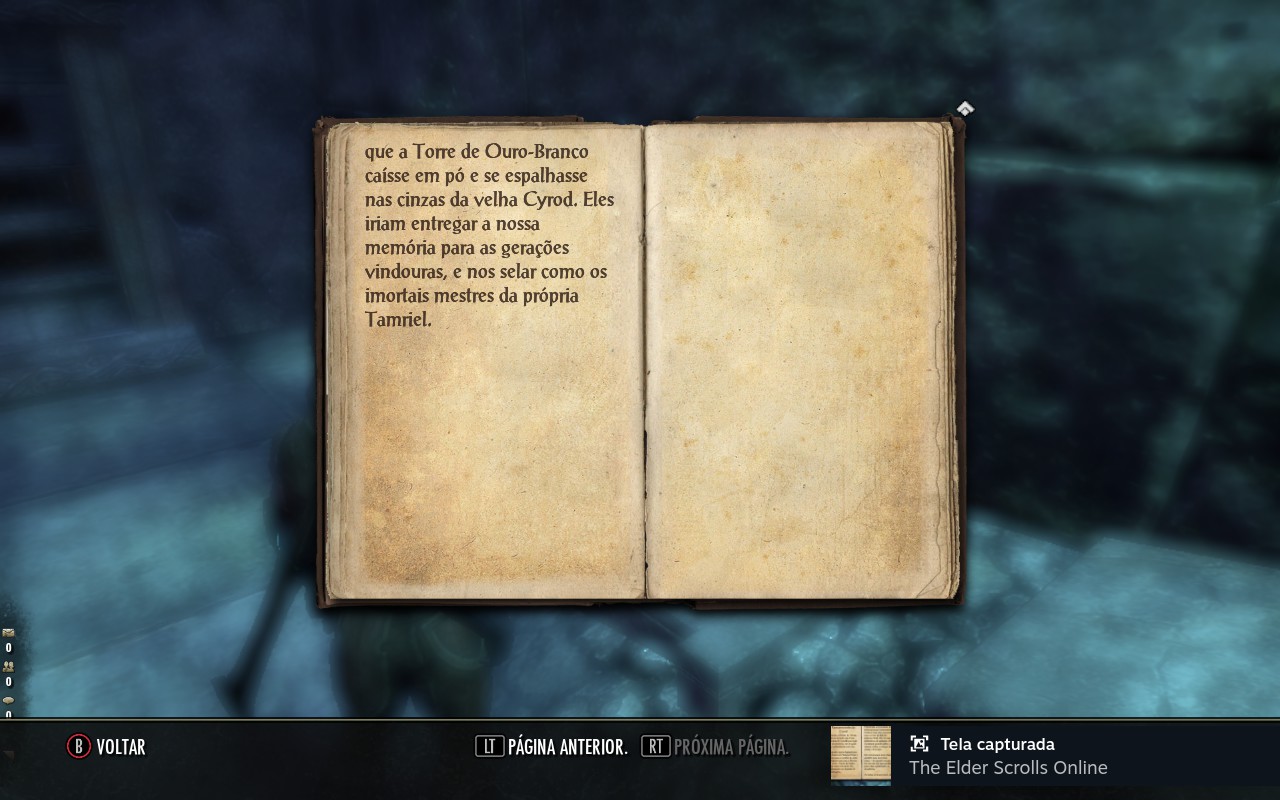 que a Torre de Ouro-Branco
caísse em pó e se espalhasse
nas cinzas da velha Cyrod. Eles
iriam entregar a nossa
memória para as gerações
vindouras, e nos selar como os
imortais mestres da própria
Tamriel.
0
0
0
B VOLTAR
LT PÁGINA ANTERIOR.
RT PRÓXIMA PÁGINA.
Tela capturada
The Elder Scrolls Online